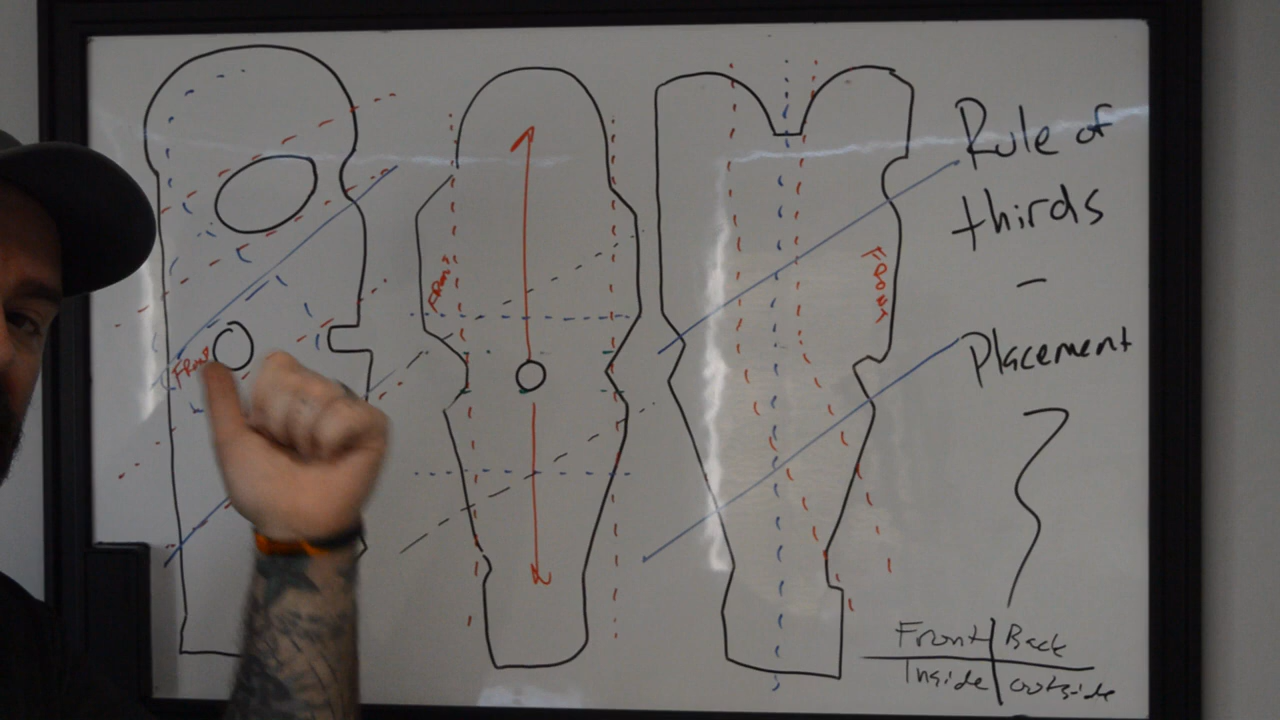 Rule of
thirds
-
Placement
Front
Front
FRONT
Front | Back
Inside | outside